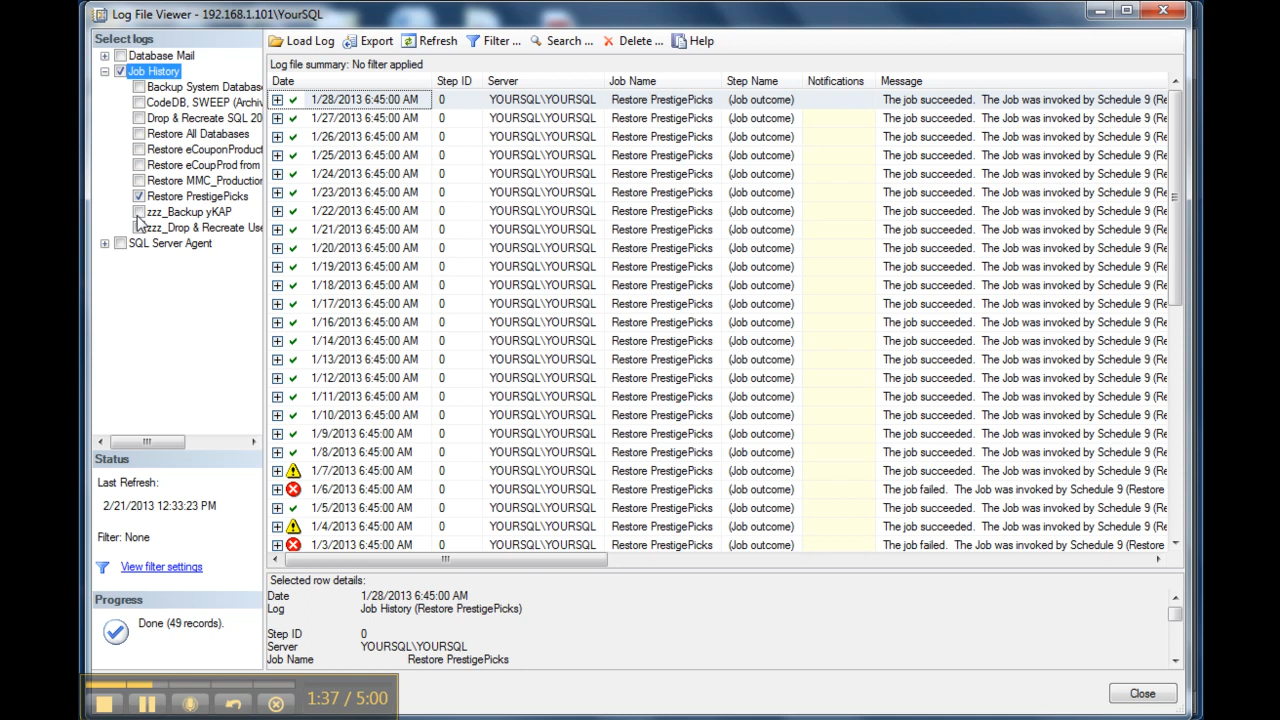 Log File Viewer - 192.168.1.101\YourSQL
Select logs
Database Mail
Job History
Backup System Databas
CodeDB, SWEEP (Archiv
Drop & Recreate SQL 20
Restore All Databases
Restore eCouponProduct
Restore eCoupProd from
Restore MMC_Production
Restore PrestigePicks
zzz_Backup yKAP
zzz_Drop & Recreate Use
SQL Server Agent
Status
Last Refresh:
2/21/2013 12:33:23 PM
Filter: None
View filter settings
Progress
Done (49 records).
Load Log Export Refresh Filter ... Search ... Delete ... Help
Log file summary: No filter applied
Date Step ID Server Job Name Step Name Notifications Message
1/28/2013 6:45:00 AM 0 YOURSQL\YOURSQL Restore PrestigePicks (Job outcome) The job succeeded. The Job was invoked by Schedule 9 (Re
1/27/2013 6:45:00 AM 0 YOURSQL\YOURSQL Restore PrestigePicks (Job outcome) The job succeeded. The Job was invoked by Schedule 9 (Re
1/26/2013 6:45:00 AM 0 YOURSQL\YOURSQL Restore PrestigePicks (Job outcome) The job succeeded. The Job was invoked by Schedule 9 (Re
1/25/2013 6:45:00 AM 0 YOURSQL\YOURSQL Restore PrestigePicks (Job outcome) The job succeeded. The Job was invoked by Schedule 9 (Re
1/24/2013 6:45:00 AM 0 YOURSQL\YOURSQL Restore PrestigePicks (Job outcome) The job succeeded. The Job was invoked by Schedule 9 (Re
1/23/2013 6:45:00 AM 0 YOURSQL\YOURSQL Restore PrestigePicks (Job outcome) The job succeeded. The Job was invoked by Schedule 9 (Re
1/22/2013 6:45:00 AM 0 YOURSQL\YOURSQL Restore PrestigePicks (Job outcome) The job succeeded. The Job was invoked by Schedule 9 (Re
1/21/2013 6:45:00 AM 0 YOURSQL\YOURSQL Restore PrestigePicks (Job outcome) The job succeeded. The Job was invoked by Schedule 9 (Re
1/20/2013 6:45:00 AM 0 YOURSQL\YOURSQL Restore PrestigePicks (Job outcome) The job succeeded. The Job was invoked by Schedule 9 (Re
1/19/2013 6:45:00 AM 0 YOURSQL\YOURSQL Restore PrestigePicks (Job outcome) The job succeeded. The Job was invoked by Schedule 9 (Re
1/18/2013 6:45:00 AM 0 YOURSQL\YOURSQL Restore PrestigePicks (Job outcome) The job succeeded. The Job was invoked by Schedule 9 (Re
1/17/2013 6:45:00 AM 0 YOURSQL\YOURSQL Restore PrestigePicks (Job outcome) The job succeeded. The Job was invoked by Schedule 9 (Re
1/16/2013 6:45:00 AM 0 YOURSQL\YOURSQL Restore PrestigePicks (Job outcome) The job succeeded. The Job was invoked by Schedule 9 (Re
1/14/2013 6:45:00 AM 0 YOURSQL\YOURSQL Restore PrestigePicks (Job outcome) The job succeeded. The Job was invoked by Schedule 9 (Re
1/13/2013 6:45:00 AM 0 YOURSQL\YOURSQL Restore PrestigePicks (Job outcome) The job succeeded. The Job was invoked by Schedule 9 (Re
1/12/2013 6:45:00 AM 0 YOURSQL\YOURSQL Restore PrestigePicks (Job outcome) The job succeeded. The Job was invoked by Schedule 9 (Re
1/11/2013 6:45:00 AM 0 YOURSQL\YOURSQL Restore PrestigePicks (Job outcome) The job succeeded. The Job was invoked by Schedule 9 (Re
1/10/2013 6:45:00 AM 0 YOURSQL\YOURSQL Restore PrestigePicks (Job outcome) The job succeeded. The Job was invoked by Schedule 9 (Re
1/9/2013 6:45:00 AM 0 YOURSQL\YOURSQL Restore PrestigePicks (Job outcome) The job succeeded. The Job was invoked by Schedule 9 (Re
1/8/2013 6:45:00 AM 0 YOURSQL\YOURSQL Restore PrestigePicks (Job outcome) The job succeeded. The Job was invoked by Schedule 9 (Re
1/7/2013 6:45:00 AM 0 YOURSQL\YOURSQL Restore PrestigePicks (Job outcome) The job succeeded. The Job was invoked by Schedule 9 (Re
1/6/2013 6:45:00 AM 0 YOURSQL\YOURSQL Restore PrestigePicks (Job outcome) The job failed. The Job was invoked by Schedule 9 (Restore
1/5/2013 6:45:00 AM 0 YOURSQL\YOURSQL Restore PrestigePicks (Job outcome) The job succeeded. The Job was invoked by Schedule 9 (Re
1/4/2013 6:45:00 AM 0 YOURSQL\YOURSQL Restore PrestigePicks (Job outcome) The job succeeded. The Job was invoked by Schedule 9 (Re
1/3/2013 6:45:00 AM 0 YOURSQL\YOURSQL Restore PrestigePicks (Job outcome) The job failed. The Job was invoked by Schedule 9 (Restore
Selected row details:
Date 1/28/2013 6:45:00 AM
Log Job History (Restore PrestigePicks)
Step ID 0
Server YOURSQL\YOURSQL
Job Name Restore PrestigePicks
1:37 / 5:00
Close